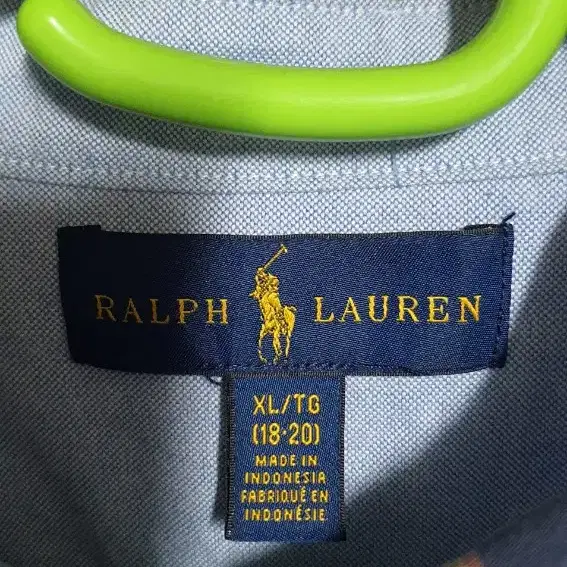 RALPH LAUREN
XL/TG
(18-20)
MADE IN
INDONESIA
FABRIQUÉ EN
INDONÉSIE